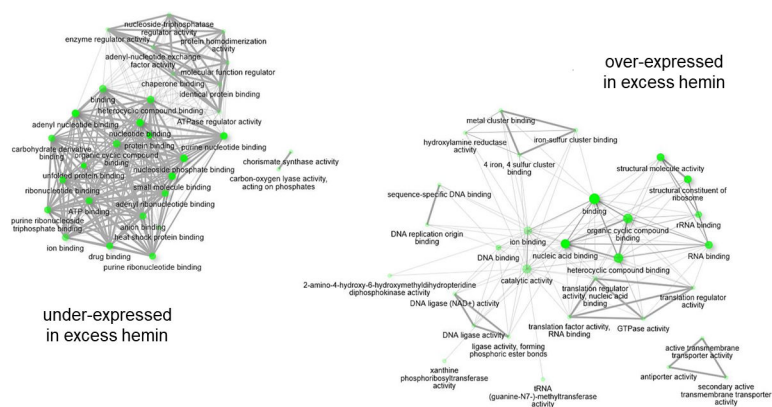 nucleoside-triphosphatase
regulator activity
enzyme regulator activity
protein homodimerization
activity
adenyl-nucleotide exchange
factor activity
molecular function regulator
chaperone binding
identical protein binding
binding
heterocyclic compound binding
ATPase regulator activity
adenyl nucleotide binding
nucleotide binding
purine nucleotide binding
protein binding
carbohydrate derivative
binding
organic cyclic compound
binding
nucleoside phosphate binding
unfolded protein binding
small molecule binding
ribonucleotide binding
adenyl ribonucleotide binding
ATP binding
purine ribonucleoside
triphosphate binding
anion binding
heat shock protein binding
ion binding
drug binding
purine ribonucleotide binding
chorismate synthase activity
carbon-oxygen lyase activity,
acting on phosphates
under-expressed
in excess hemin
over-expressed
in excess hemin
metal cluster binding
iron-sulfur cluster binding
hydroxylamine reductase
activity
4 iron, 4 sulfur cluster
binding
structural molecule activity
structural constituent of
ribosome
sequence-specific DNA binding
binding
rRNA binding
DNA replication origin
binding
ion binding
organic cyclic compound
binding
DNA binding
nucleic acid binding
RNA binding
catalytic activity
heterocyclic compound binding
2-amino-4-hydroxy-6-hydroxymethyldihydropteridine
diphosphokinase activity
translation regulator
activity, nucleic acid
binding
translation regulator
activity
DNA ligase (NAD+) activity
DNA ligase activity
translation factor activity,
RNA binding
GTPase activity
ligase activity, forming
phosphoric ester bonds
xanthine
phosphoribosyltransferase
activity
tRNA
(guanine-N7-)-methyltransferase
activity
active transmembrane
transporter activity
antiporter activity
secondary active
transmembrane transporter
activity